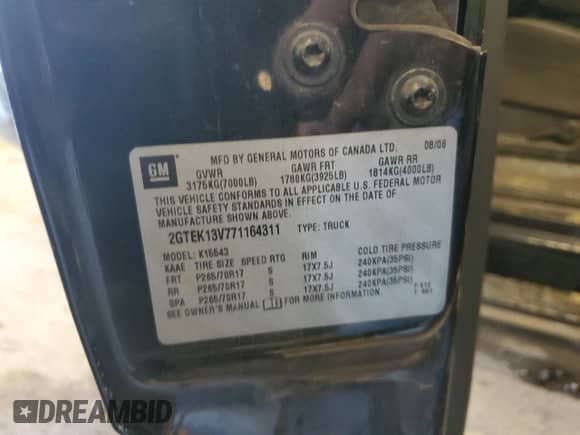 GM
MFD BY GENERAL MOTORS OF CANADA LTD. 08/06
GVWR GAWR FRT GAWR RR
3175KG(7000LB) 1780KG(3925LB) 1814KG(4000LB)
THIS VEHICLE CONFORMS TO ALL APPLICABLE U.S. FEDERAL MOTOR
VEHICLE SAFETY STANDARDS IN EFFECT ON THE DATE OF
MANUFACTURE SHOWN ABOVE.
2GTEK13V771164311 TYPE: TRUCK
MODEL: K15543
KAAE TIRE SIZE SPEED RTG RIM COLD TIRE PRESSURE
FRT P265/70R17 S 17X7.5J 240KPA(35PSI)
RR P265/70R17 S 17X7.5J 240KPA(35PSI)
SPA P265/70R17 S 17X7.5J 240KPA(35PSI)
SEE OWNER'S MANUAL FOR MORE INFORMATION.
DREAMBID